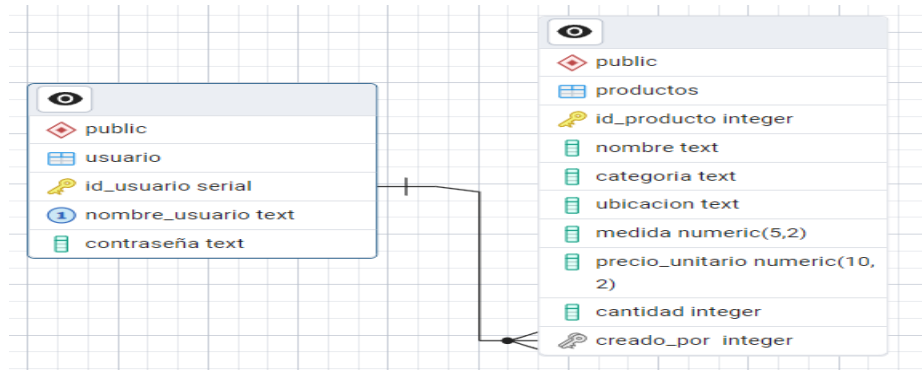 public
usuario
id_usuario serial
1 nombre_usuario text
contraseña text
public
productos
id_producto integer
nombre text
categoria text
ubicacion text
medida numeric(5,2)
precio_unitario numeric(10,
2)
cantidad integer
creado_por integer